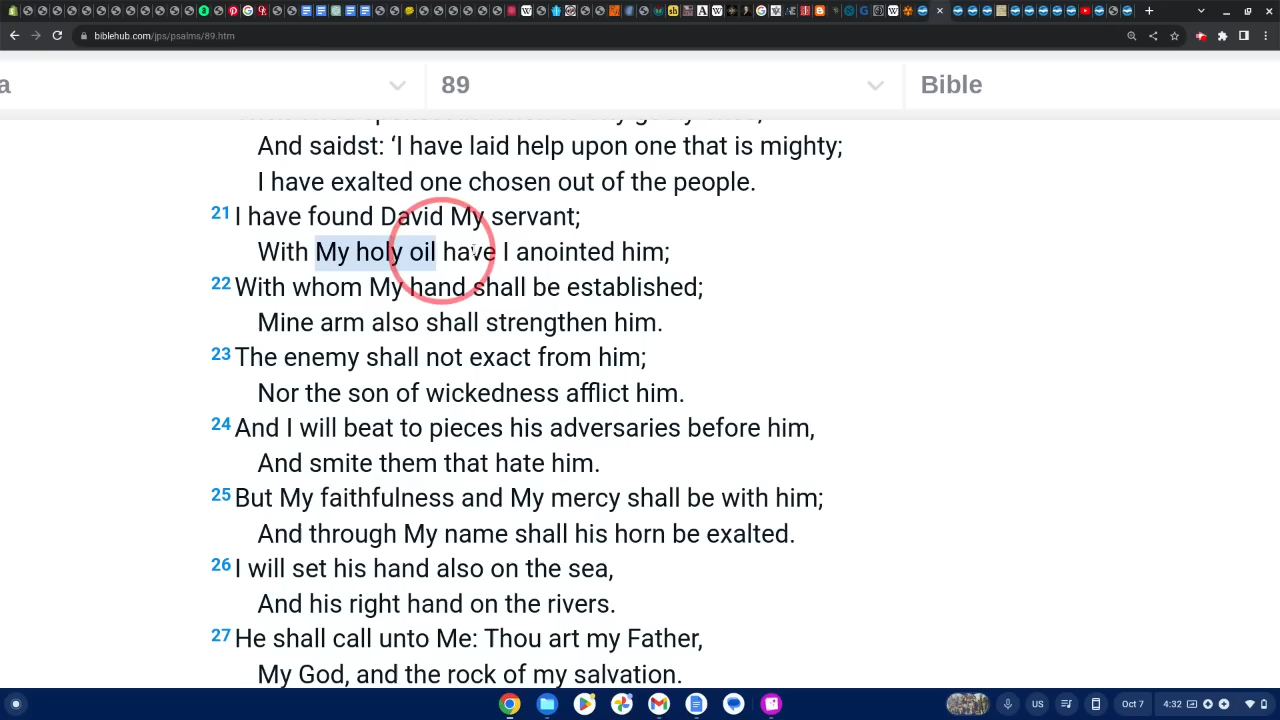 biblehub.com/jps/psalms/89.htm
a
89
Bible
And saidst: ‘I have laid help upon one that is mighty;
I have exalted one chosen out of the people.
21 I have found David My servant;
With My holy oil have I anointed him;
22 With whom My hand shall be established;
Mine arm also shall strengthen him.
23 The enemy shall not exact from him;
Nor the son of wickedness afflict him.
24 And I will beat to pieces his adversaries before him,
And smite them that hate him.
25 But My faithfulness and My mercy shall be with him;
And through My name shall his horn be exalted.
26 I will set his hand also on the sea,
And his right hand on the rivers.
27 He shall call unto Me: Thou art my Father,
My God, and the rock of my salvation.
US
Oct 7
4:32